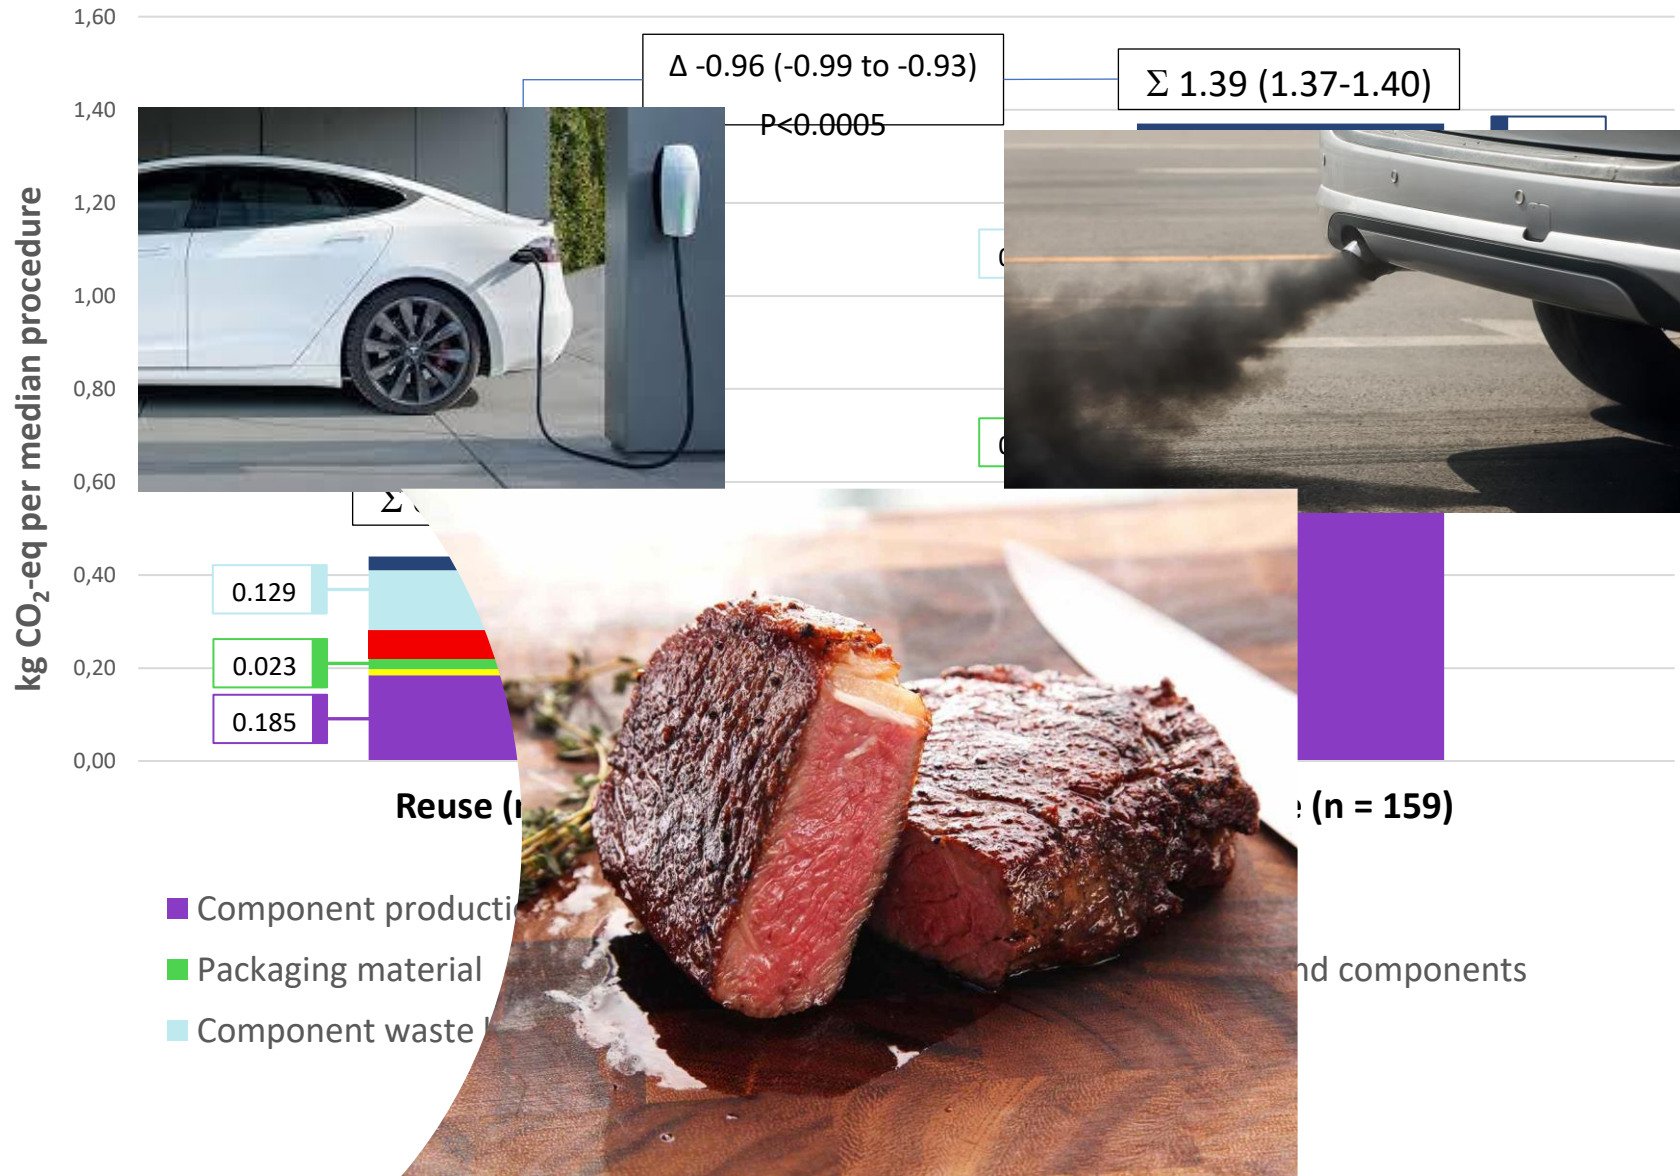 1,60
Δ -0.96 (-0.99 to -0.93)
P<0.0005
Σ 1.39 (1.37-1.40)
1,40
1,20
1,00
0,80
0,60
0,40
0,20
0,00
kg CO₂-eq per median procedure
Σ
0.129
0.023
0.185
Reuse
(n = 159)
Component
Packaging material
Component waste
components